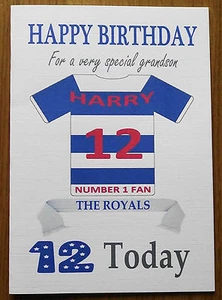 HAPPY BIRTHDAY
For a very special grandson
HARRY
12
NUMBER 1 FAN
THE ROYALS
12 Today